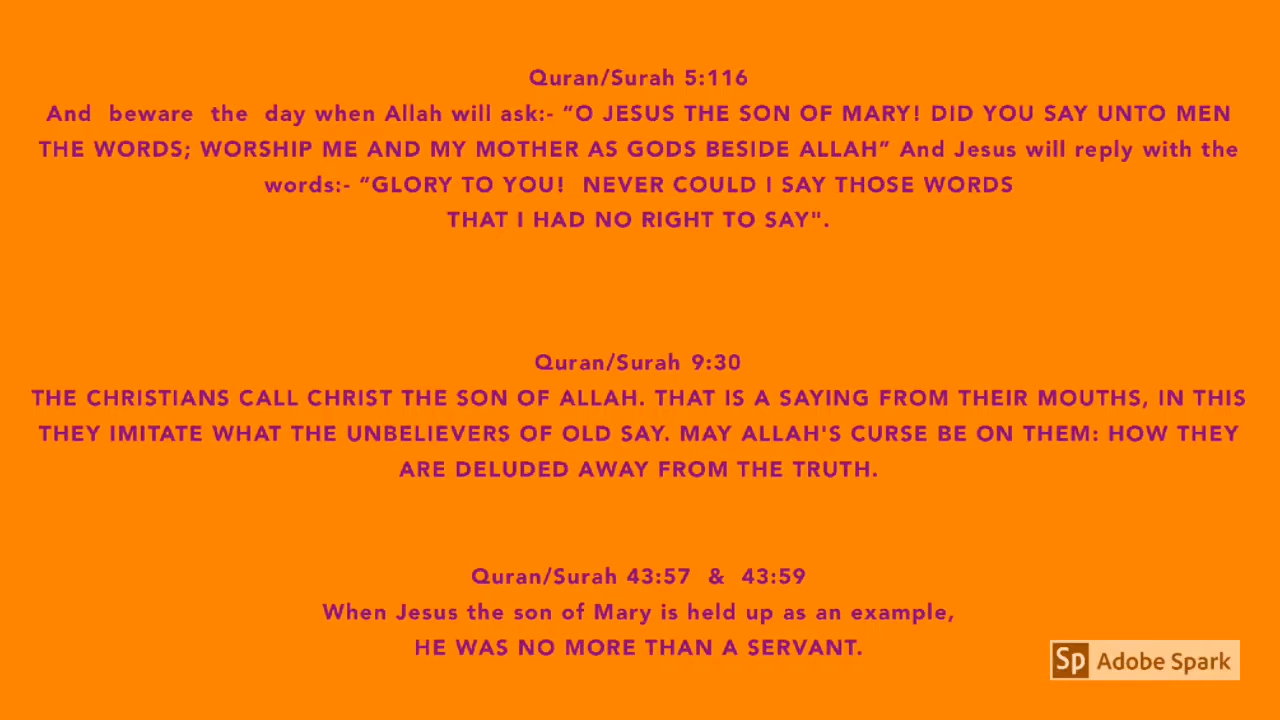 Quran/Surah 5:116
And beware the day when Allah will ask:- “O JESUS THE SON OF MARY! DID YOU SAY UNTO MEN
THE WORDS; WORSHIP ME AND MY MOTHER AS GODS BESIDE ALLAH” And Jesus will reply with the
words:- “GLORY TO YOU! NEVER COULD I SAY THOSE WORDS
THAT I HAD NO RIGHT TO SAY".
Quran/Surah 9:30
THE CHRISTIANS CALL CHRIST THE SON OF ALLAH. THAT IS A SAYING FROM THEIR MOUTHS, IN THIS
THEY IMITATE WHAT THE UNBELIEVERS OF OLD SAY. MAY ALLAH'S CURSE BE ON THEM: HOW THEY
ARE DELUDED AWAY FROM THE TRUTH.
Quran/Surah 43:57 & 43:59
When Jesus the son of Mary is held up as an example,
HE WAS NO MORE THAN A SERVANT.
Sp Adobe Spark